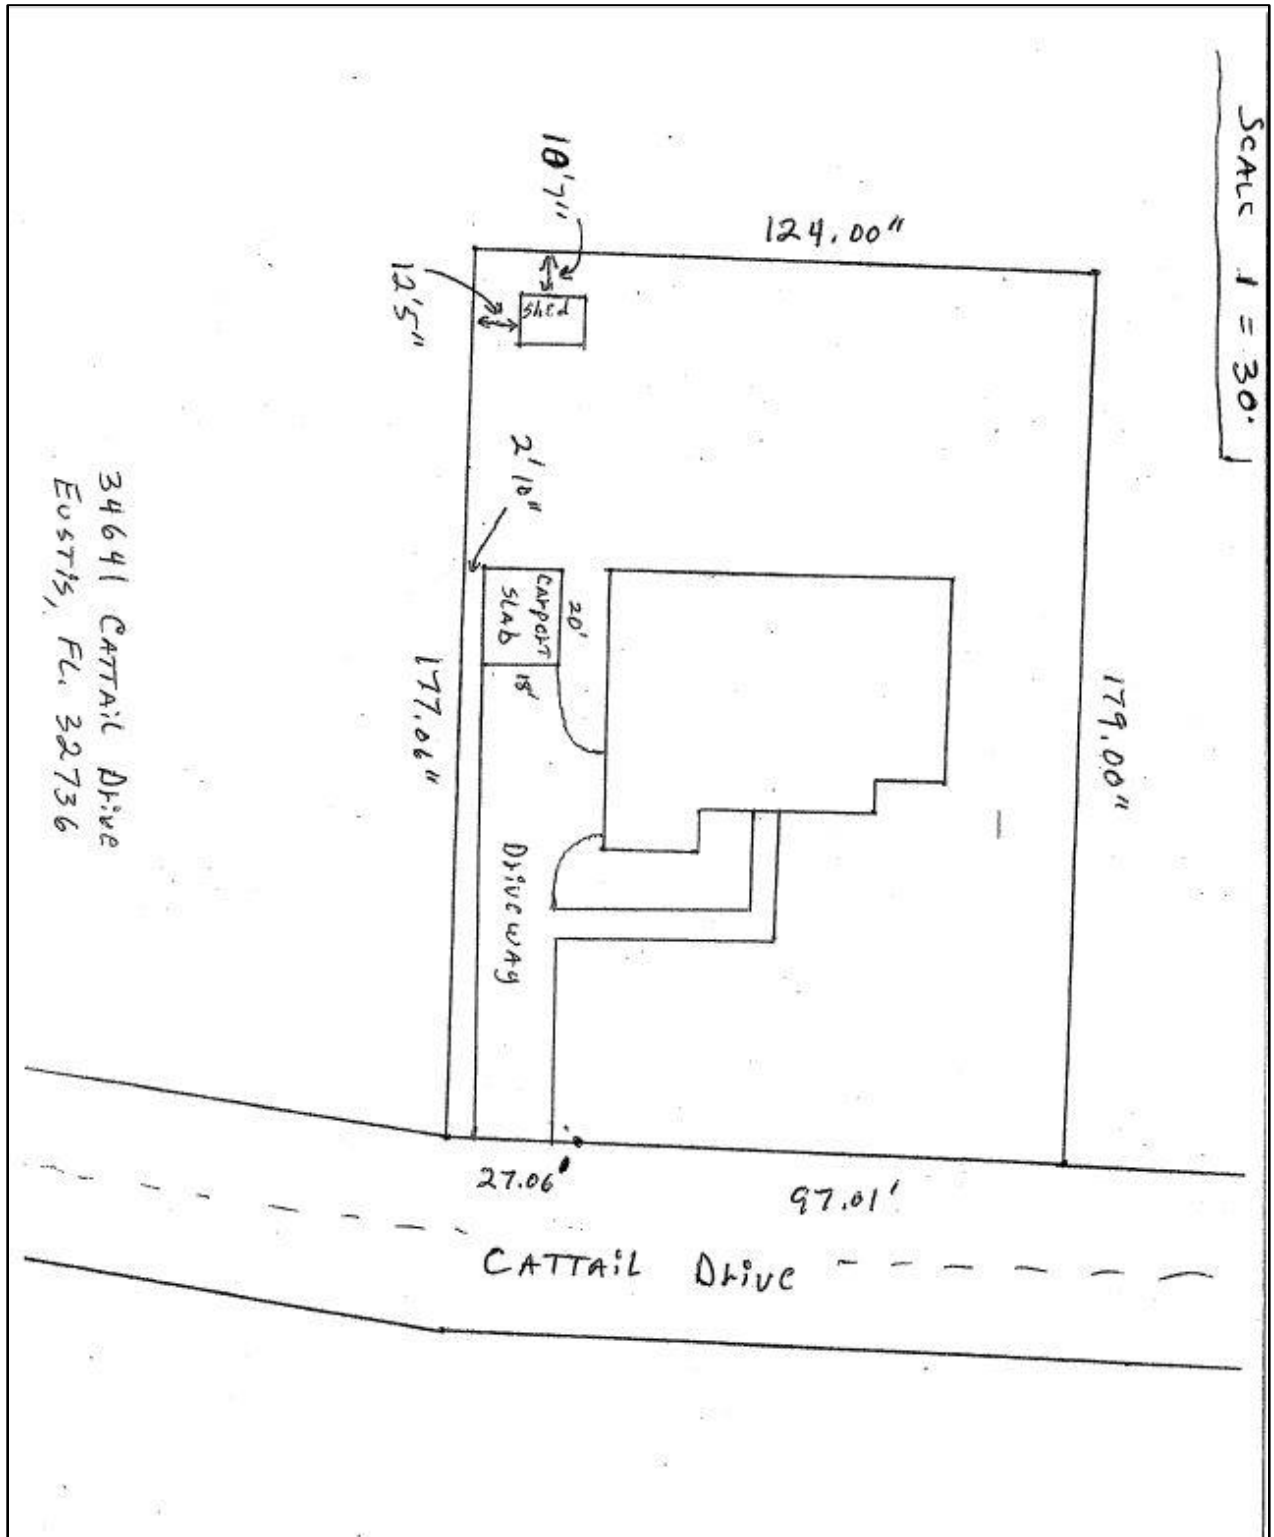 SCALE 1 = 30'
124.00"
10'7"
12'5"
Shed
2'10"
CARPORT
SLAB
20'
18'
177.06"
179.00"
Driveway
34641 CATTAiL Drive
EUSTIS, FL. 32736
27.06'
97.01'
CATTAiL Drive